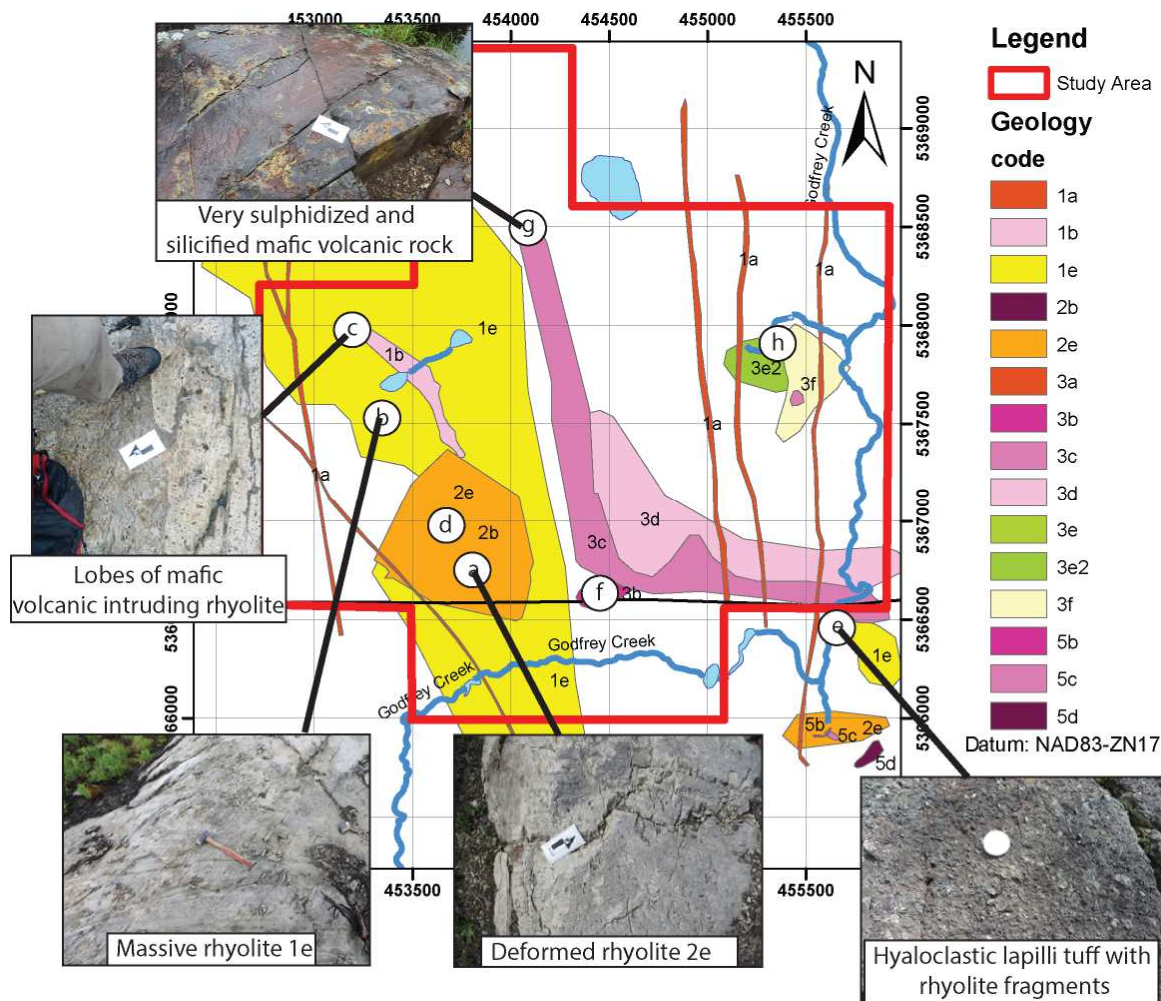 453000
453500
454000
454500
455000
455500
Very sulphidized and
silicified mafic volcanic rock
g
N
Godfrey Creek
5369000
5368500
5368000
5367500
5367000
5366500
1a
1a
1a
c
1b
1e
h
3e2
3f
b
1a
1a
2e
d
2b
a
3d
3c
f
3b
e
1e
Lobes of mafic
volcanic intruding rhyolite
Godfrey Creek
Godfrey Creek
1e
5b
5c
2e
5d
Massive rhyolite 1e
Deformed rhyolite 2e
Hyaloclastic lapilli tuff with
rhyolite fragments
453500
455500
Legend
Study Area
Geology
code
1a
1b
1e
2b
2e
3a
3b
3c
3d
3e
3e2
3f
5b
5c
5d
Datum: NAD83-ZN17